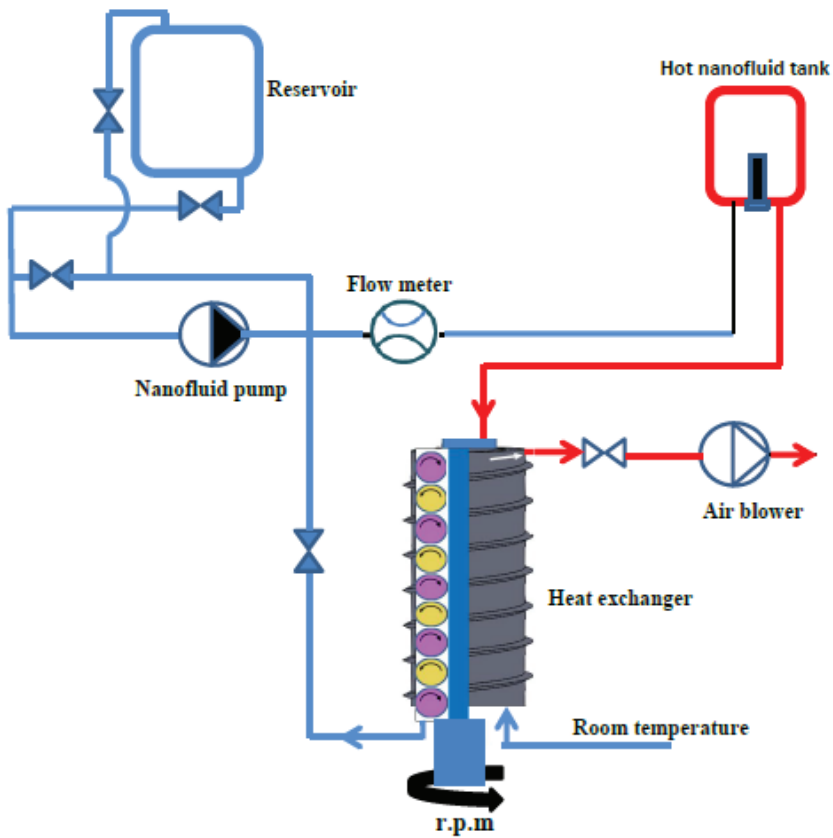 Reservoir
Hot nanofluid tank
Flow meter
Nanofluid pump
Air blower
Heat exchanger
Room temperature
r.p.m